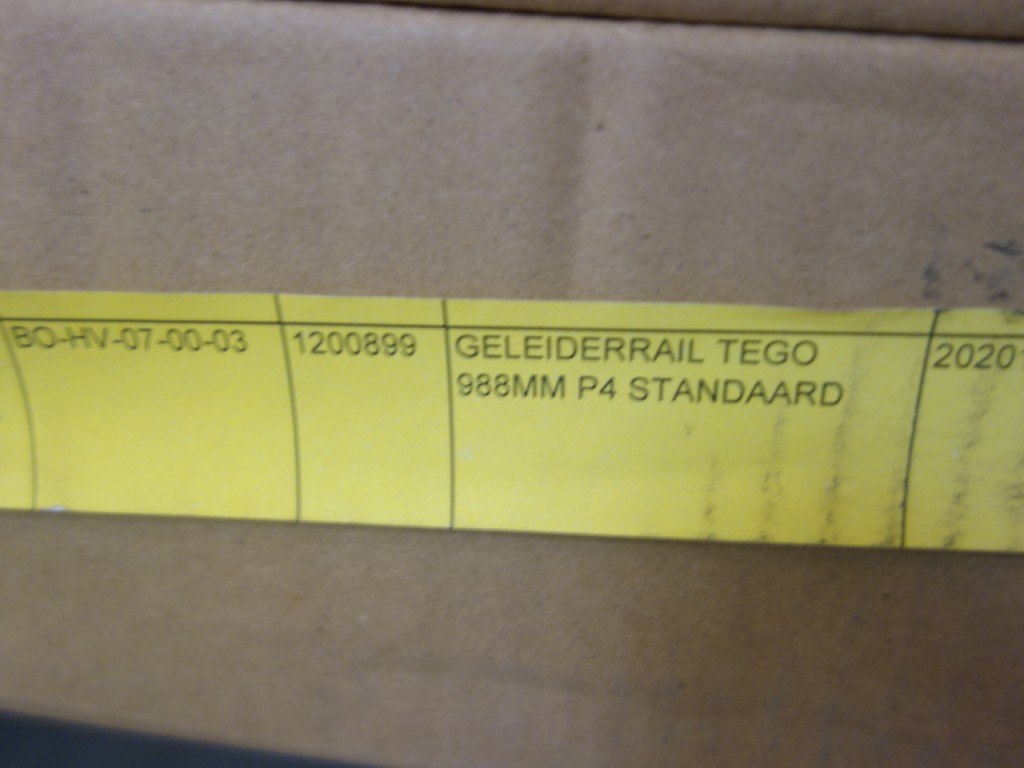 BO-HV-07-00-03 1200899 GELEIDERRAIL TEGO 2020
988MM P4 STANDAARD